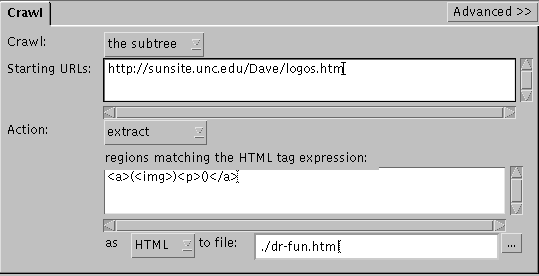 Crawl
Advanced >>
Crawl: the subtree
Starting URLs: http://sunsite.unc.edu/Dave/logos.htm
Action: extract
regions matching the HTML tag expression:
<a>(<img>)<p>()</a>
as HTML to file: ./dr-fun.html ...